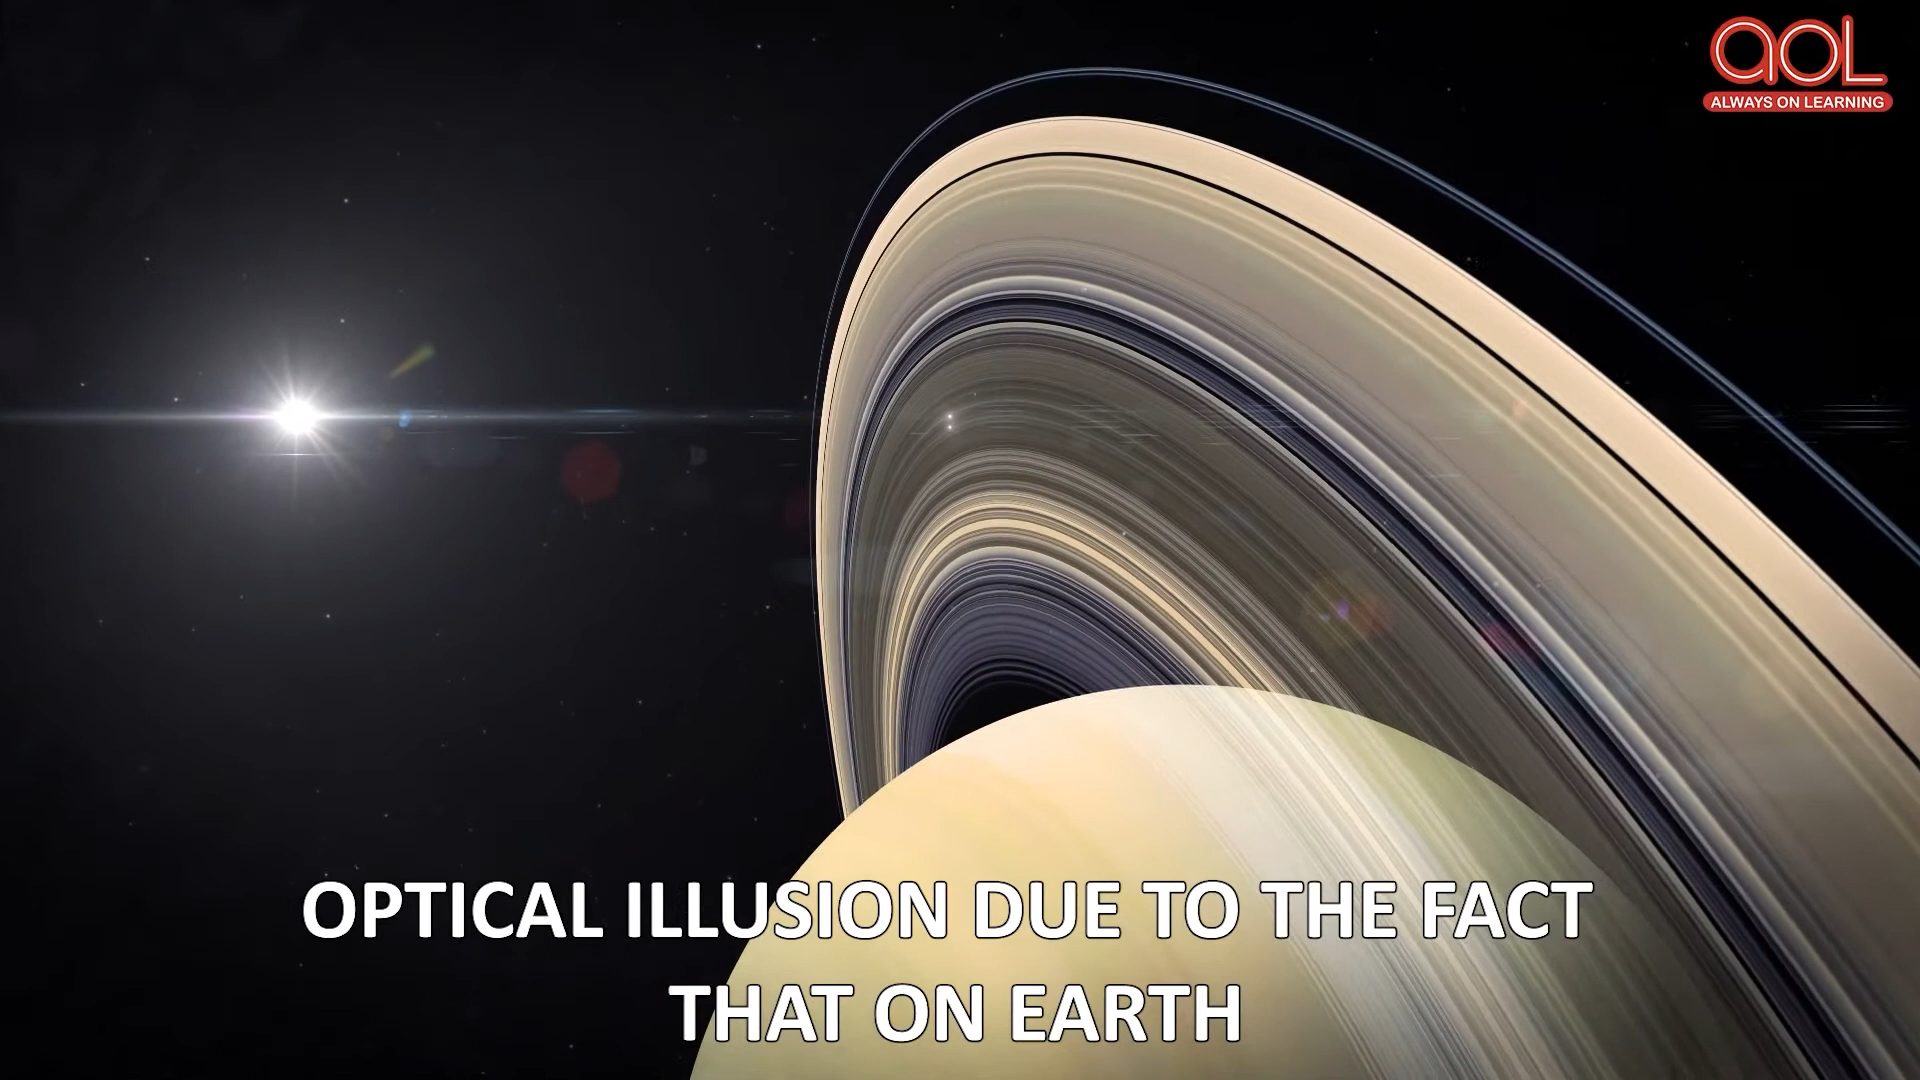 aOL
ALWAYS ON LEARNING
OPTICAL ILLUSION DUE TO THE FACT
THAT ON EARTH